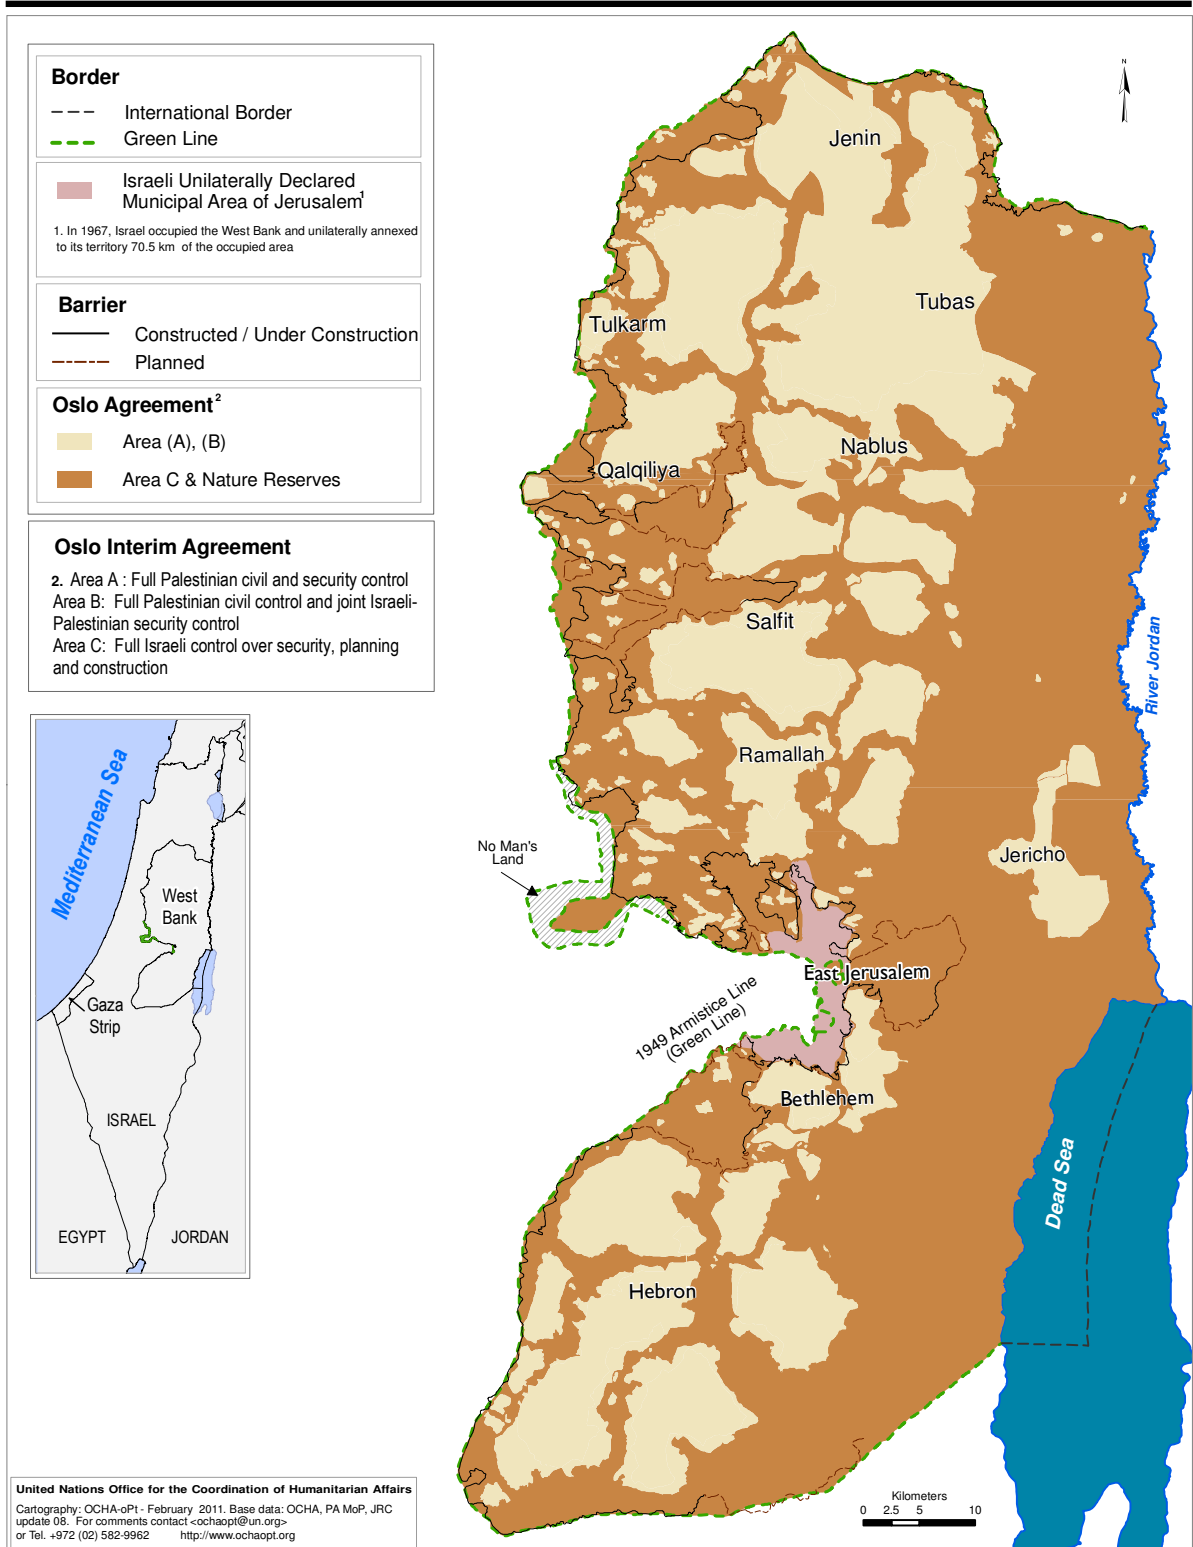 Border
International Border
Green Line
Israeli Unilaterally Declared
Municipal Area of Jerusalem1
1. In 1967, Israel occupied the West Bank and unilaterally annexed
to its territory 70.5 km of the occupied area
Barrier
Constructed / Under Construction
Planned
Oslo Agreement2
Area (A), (B)
Area C & Nature Reserves
Oslo Interim Agreement
2. Area A : Full Palestinian civil and security control
Area B: Full Palestinian civil control and joint Israeli-
Palestinian security control
Area C: Full Israeli control over security, planning
and construction
Mediterranean Sea
West
Bank
Gaza
Strip
ISRAEL
EGYPT
JORDAN
N
Jenin
Tubas
Tulkarm
Nablus
Qalqiliya
Salfit
River Jordan
Ramallah
No Man's
Land
Jericho
East Jerusalem
1949 Armistice Line
(Green Line)
Bethlehem
Dead Sea
Hebron
Kilometers
0 2.5 5 10
United Nations Office for the Coordination of Humanitarian Affairs
Cartography: OCHA-oPt - February 2011. Base data: OCHA, PA MoP, JRC
update 08. For comments contact <ochaopt@un.org>
or Tel. +972 (02) 582-9962 http://www.ochaopt.org